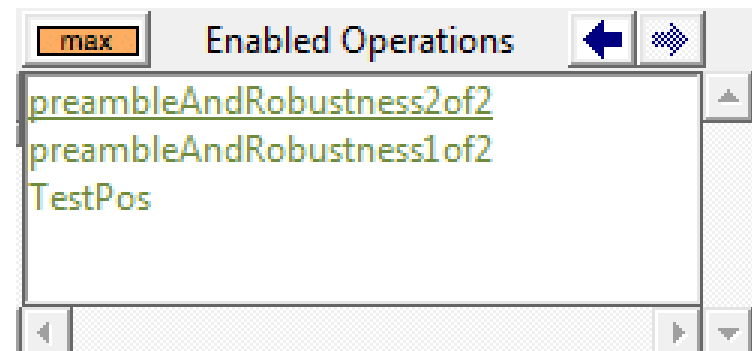 max Enabled Operations
preambleAndRobustness2of2
preambleAndRobustness1of2
TestPos